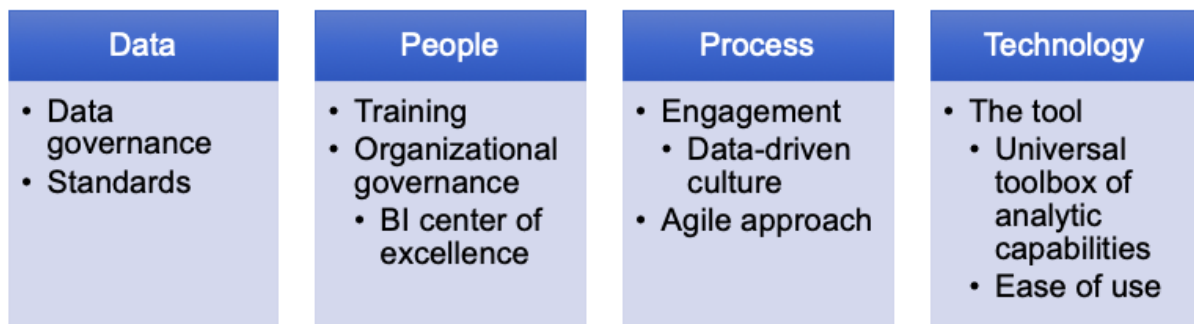 Data
• Data
governance
• Standards
People
• Training
• Organizational
governance
• BI center of
excellence
Process
• Engagement
• Data-driven
culture
• Agile approach
Technology
• The tool
• Universal
toolbox of
analytic
capabilities
• Ease of use